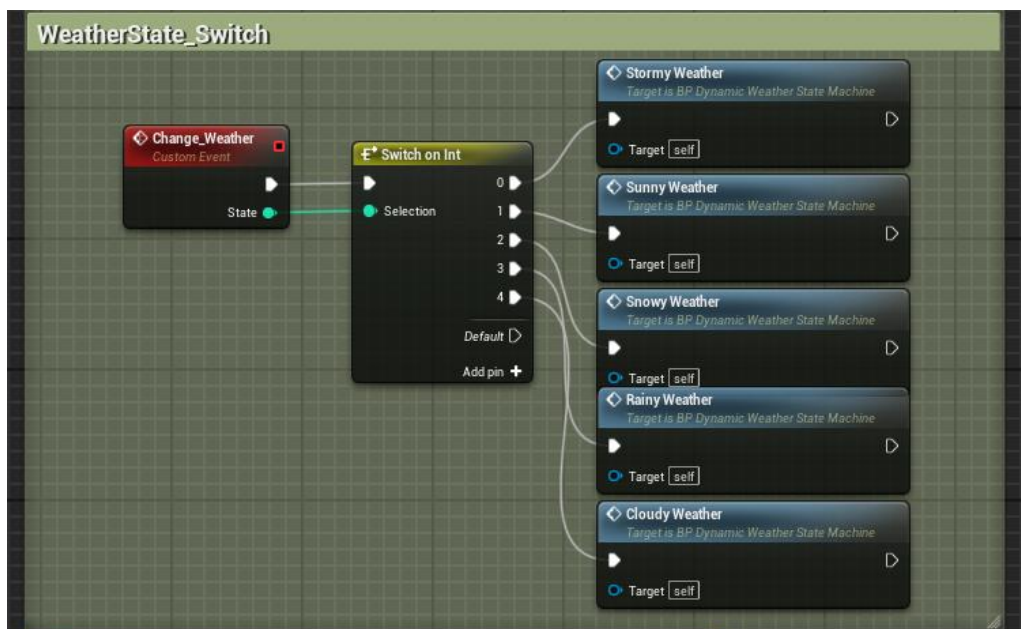 WeatherState_Switch
Change_Weather
Custom Event
State
Switch on Int
0
Selection 1
2
3
4
Default
Add pin +
Stormy Weather
Target is BP Dynamic Weather State Machine
Target self
Sunny Weather
Target is BP Dynamic Weather State Machine
Target self
Snowy Weather
Target is BP Dynamic Weather State Machine
Target self
Rainy Weather
Target is BP Dynamic Weather State Machine
Target self
Cloudy Weather
Target is BP Dynamic Weather State Machine
Target self